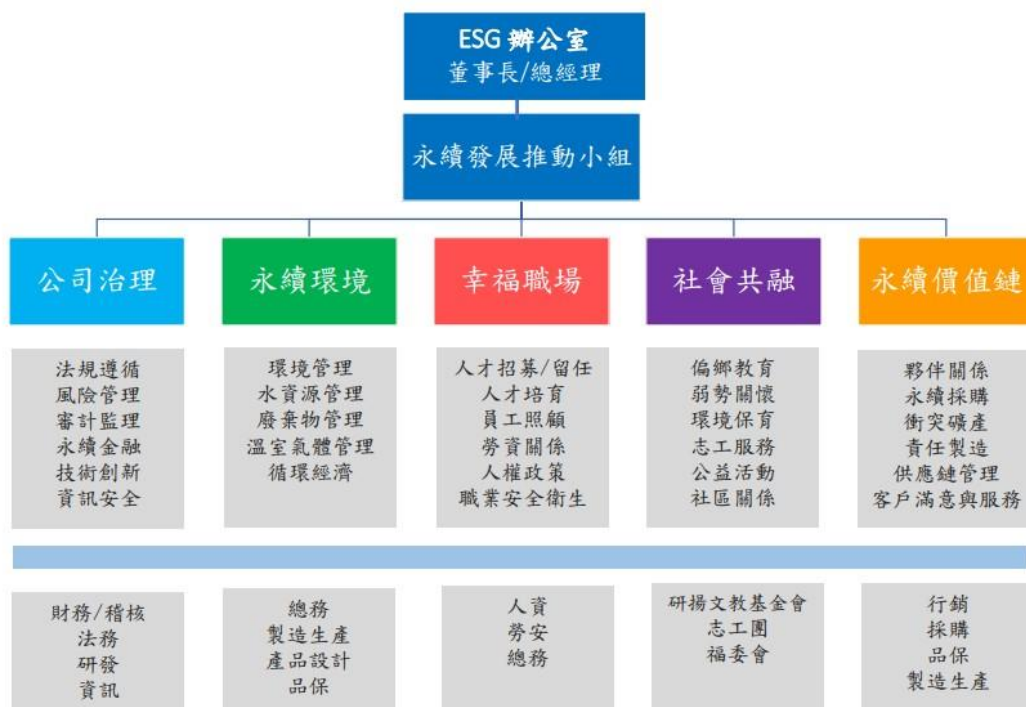 ESG 辦公室
董事長/總經理
永續發展推動小組
公司治理
永續環境
幸福職場
社會共融
永續價值鏈
法規遵循
風險管理
審計監理
永續金融
技術創新
資訊安全
環境管理
水資源管理
廢棄物管理
溫室氣體管理
循環經濟
人才招募/留任
人才培育
員工照顧
勞資關係
人權政策
職業安全衛生
偏鄉教育
弱勢關懷
環境保育
志工服務
公益活動
社區關係
夥伴關係
永續採購
衝突礦產
責任製造
供應鏈管理
客戶滿意與服務
財務/稽核
法務
研發
資訊
總務
製造生產
產品設計
品保
人資
勞安
總務
研揚文教基金會
志工團
福委會
行銷
採購
品保
製造生產